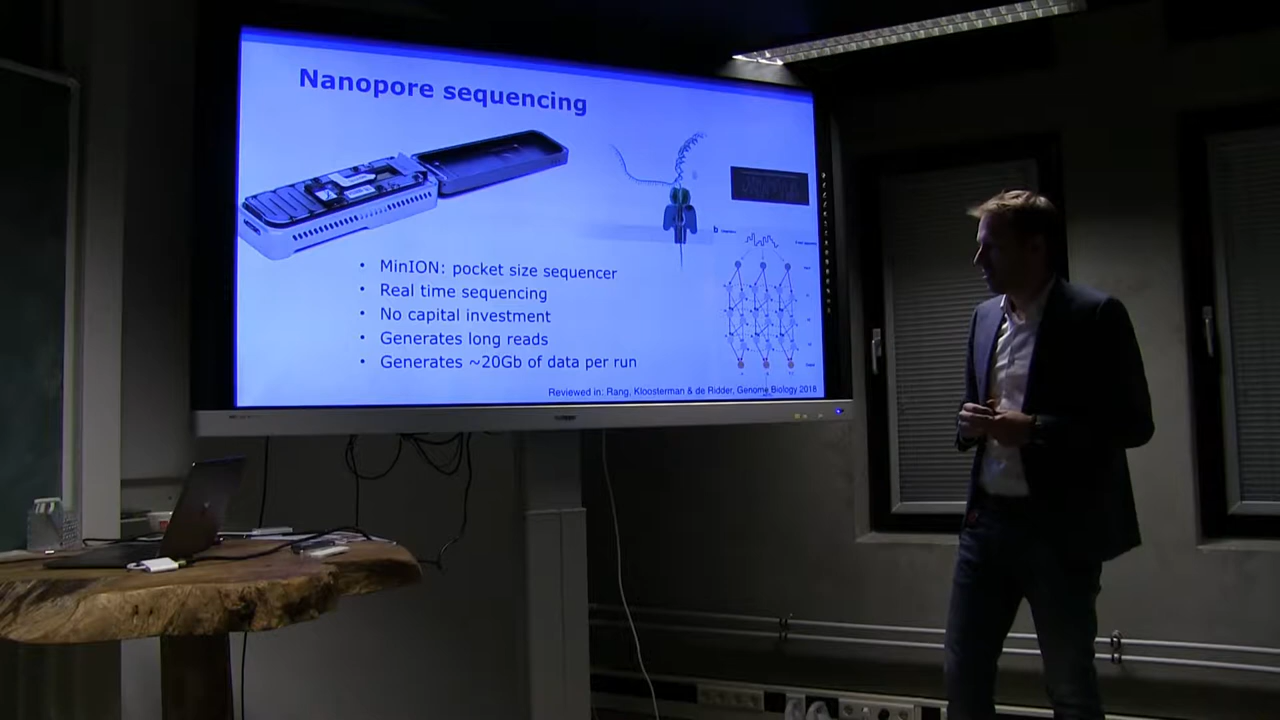 Nanopore sequencing
b
• MinION: pocket size sequencer
• Real time sequencing
• No capital investment
• Generates long reads
• Generates ~20Gb of data per run
Reviewed in: Rang, Kloosterman & de Ridder, Genome Biology 2018